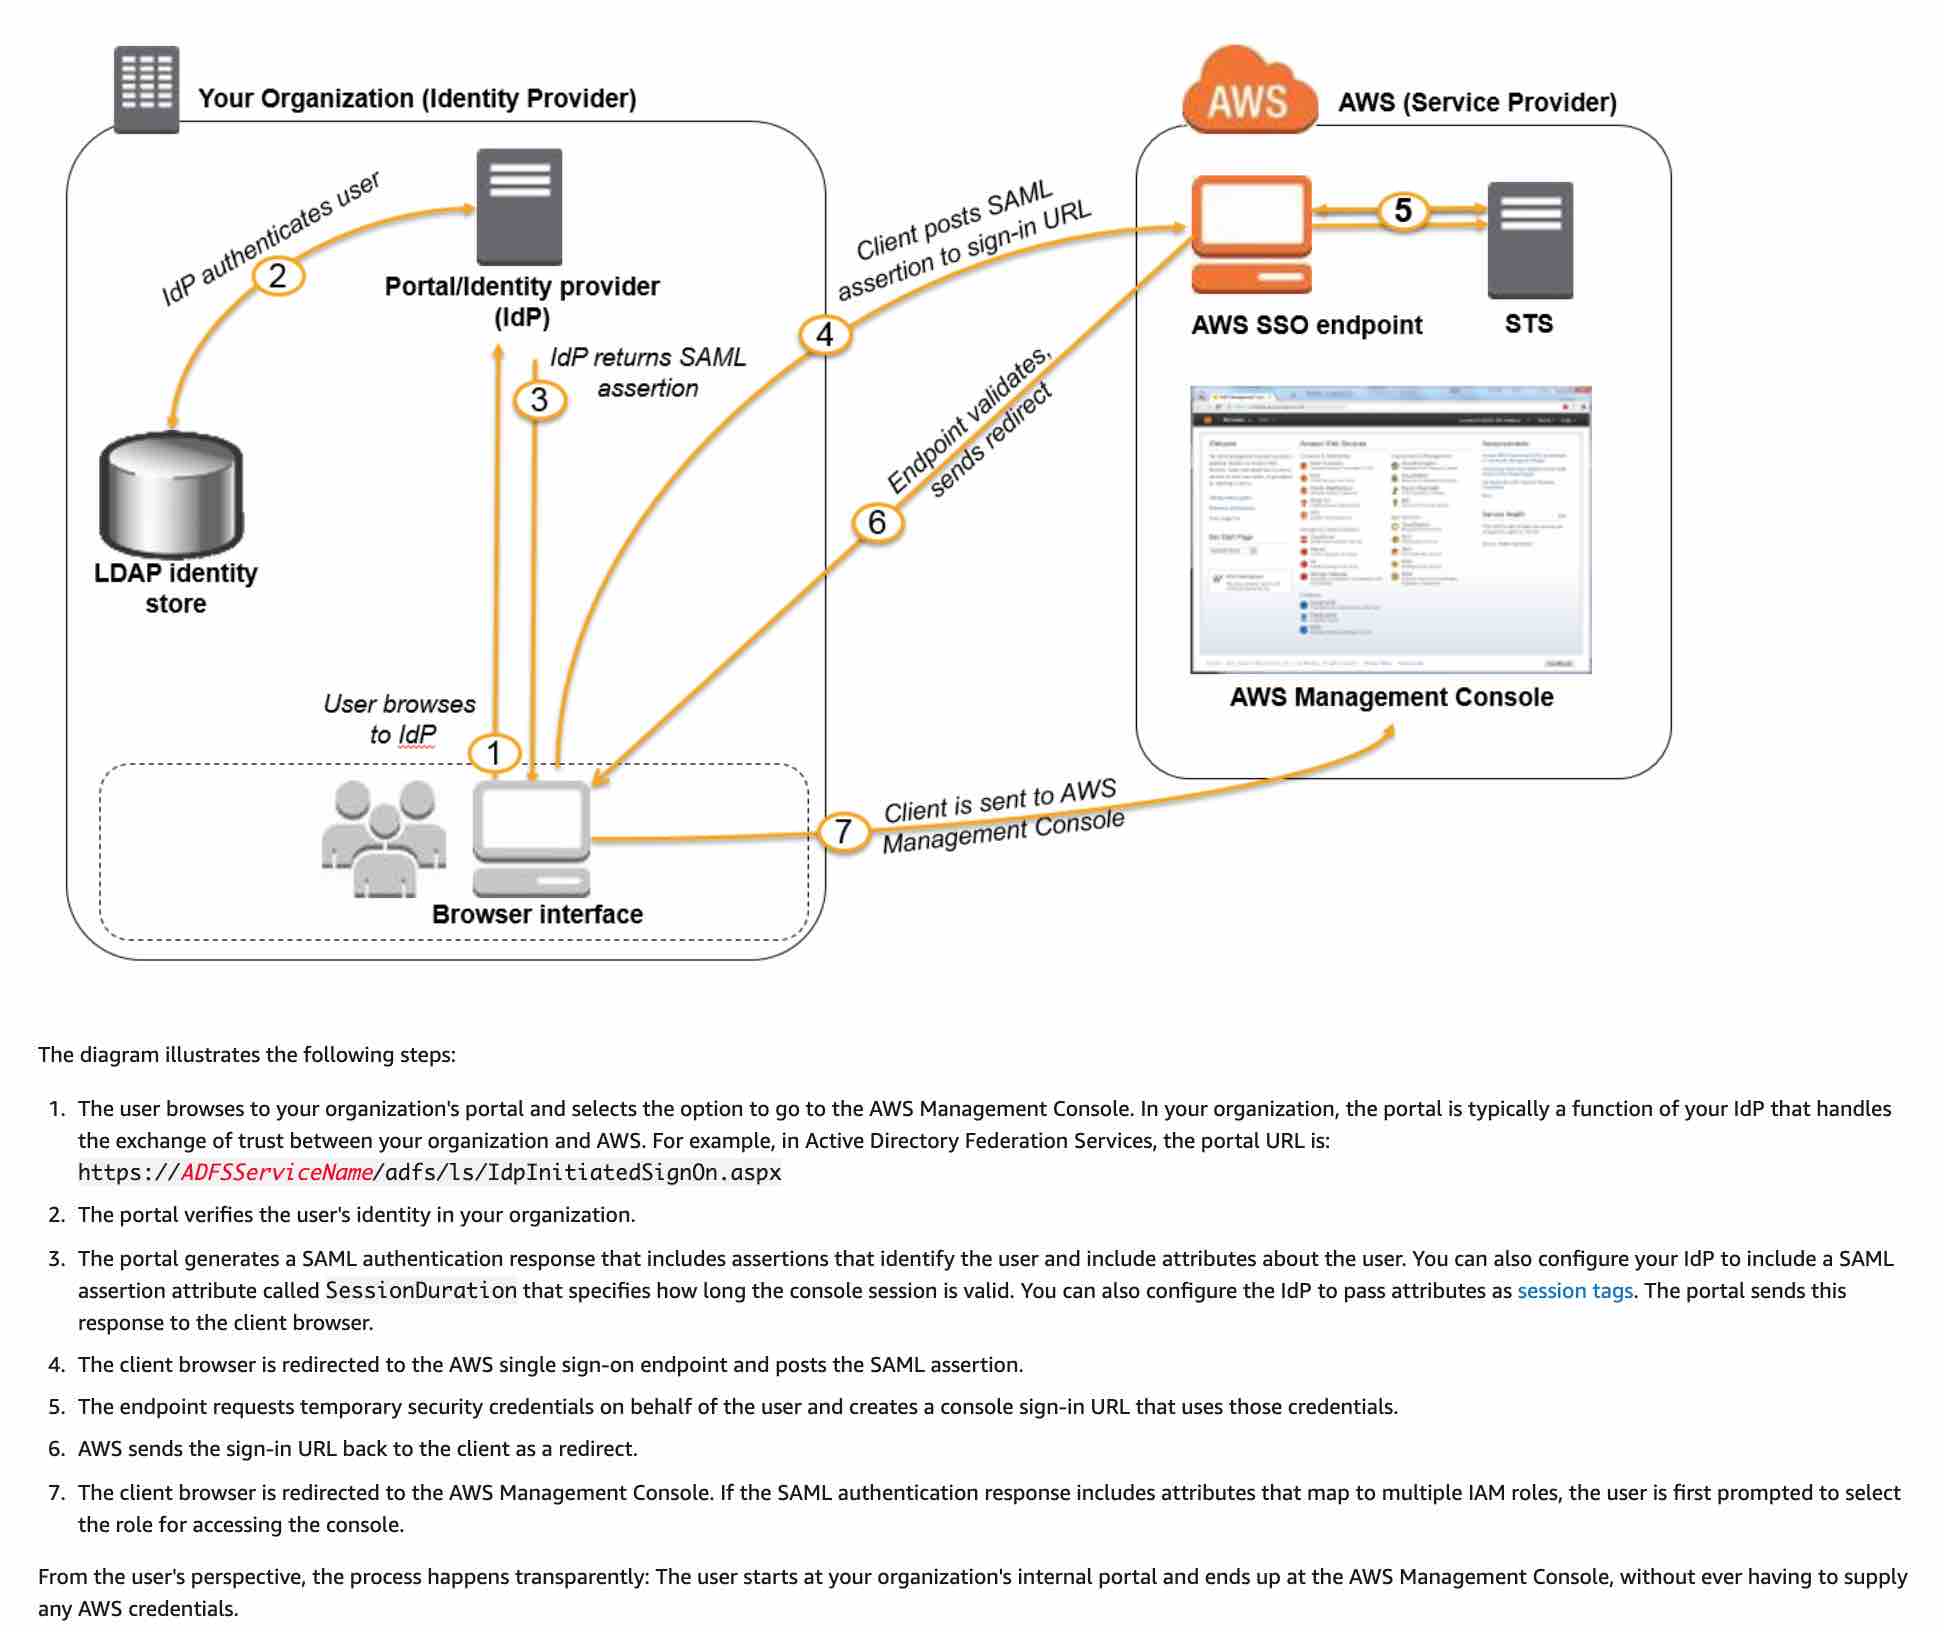 Your Organization (Identity Provider)
AWS
AWS (Service Provider)
IdP authenticates user
2
Portal/Identity provider
(IdP)
Client posts SAML
assertion to sign-in URL
4
5
AWS SSO endpoint
STS
IdP returns SAML
assertion
3
Endpoint validates,
sends redirect
6
LDAP identity
store
AWS Management Console
User browses
to IdP
1
Client is sent to AWS
Management Console
7
Browser interface
The diagram illustrates the following steps:
1. The user browses to your organization's portal and selects the option to go to the AWS Management Console. In your organization, the portal is typically a function of your IdP that handles
the exchange of trust between your organization and AWS. For example, in Active Directory Federation Services, the portal URL is:
https://ADFSServiceName/adfs/ls/IdpInitiatedSignOn.aspx
2. The portal verifies the user's identity in your organization.
3. The portal generates a SAML authentication response that includes assertions that identify the user and include attributes about the user. You can also configure your IdP to include a SAML
assertion attribute called SessionDuration that specifies how long the console session is valid. You can also configure the IdP to pass attributes as session tags. The portal sends this
response to the client browser.
4. The client browser is redirected to the AWS single sign-on endpoint and posts the SAML assertion.
5. The endpoint requests temporary security credentials on behalf of the user and creates a console sign-in URL that uses those credentials.
6. AWS sends the sign-in URL back to the client as a redirect.
7. The client browser is redirected to the AWS Management Console. If the SAML authentication response includes attributes that map to multiple IAM roles, the user is first prompted to select
the role for accessing the console.
From the user's perspective, the process happens transparently: The user starts at your organization's internal portal and ends up at the AWS Management Console, without ever having to supply
any AWS credentials.